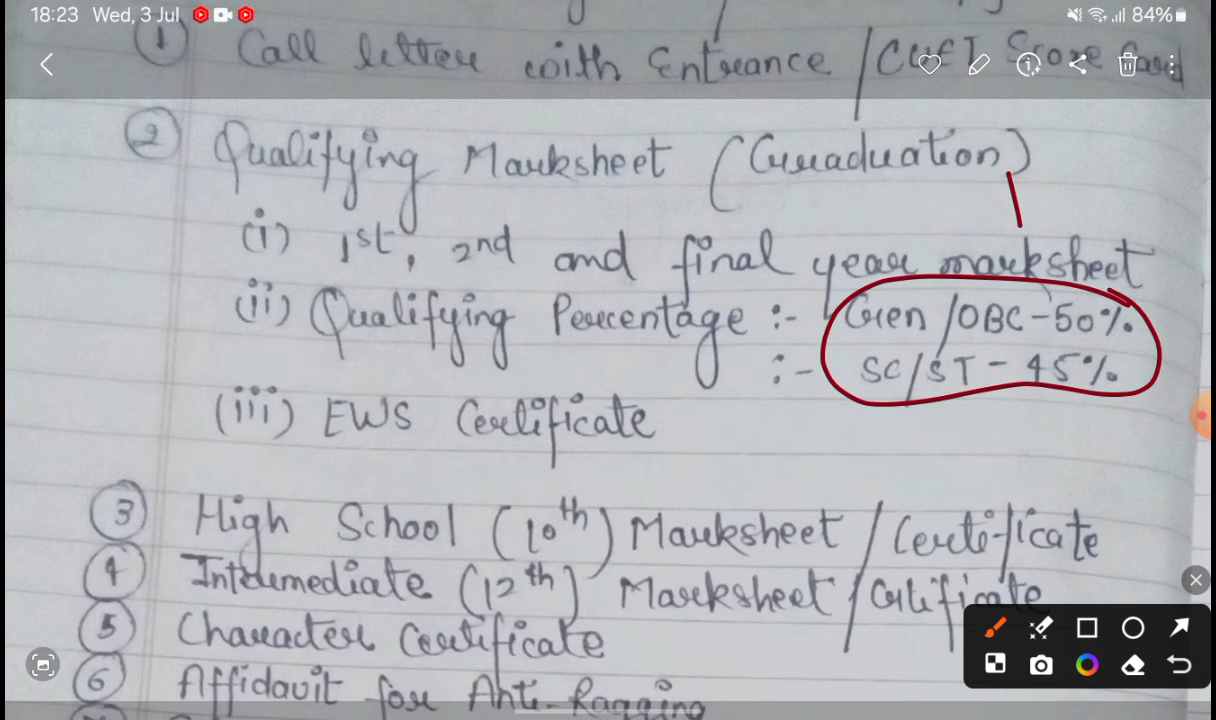 18:23 Wed, 3 Jul 84%
① Call letter with Entrance / CUET Score Card
② Qualifying Marksheet (Graduation)
(i) 1st, 2nd and final year marksheet
(ii) Qualifying Percentage :- Gen / OBC - 50%
:- SC / ST - 45%
(iii) EWS Certificate
③ High School (10th) Marksheet / Certificate
④ Intermediate (12th) Marksheet / Certificate
⑤ Character Certificate
⑥ Affidavit for Anti-Ragging